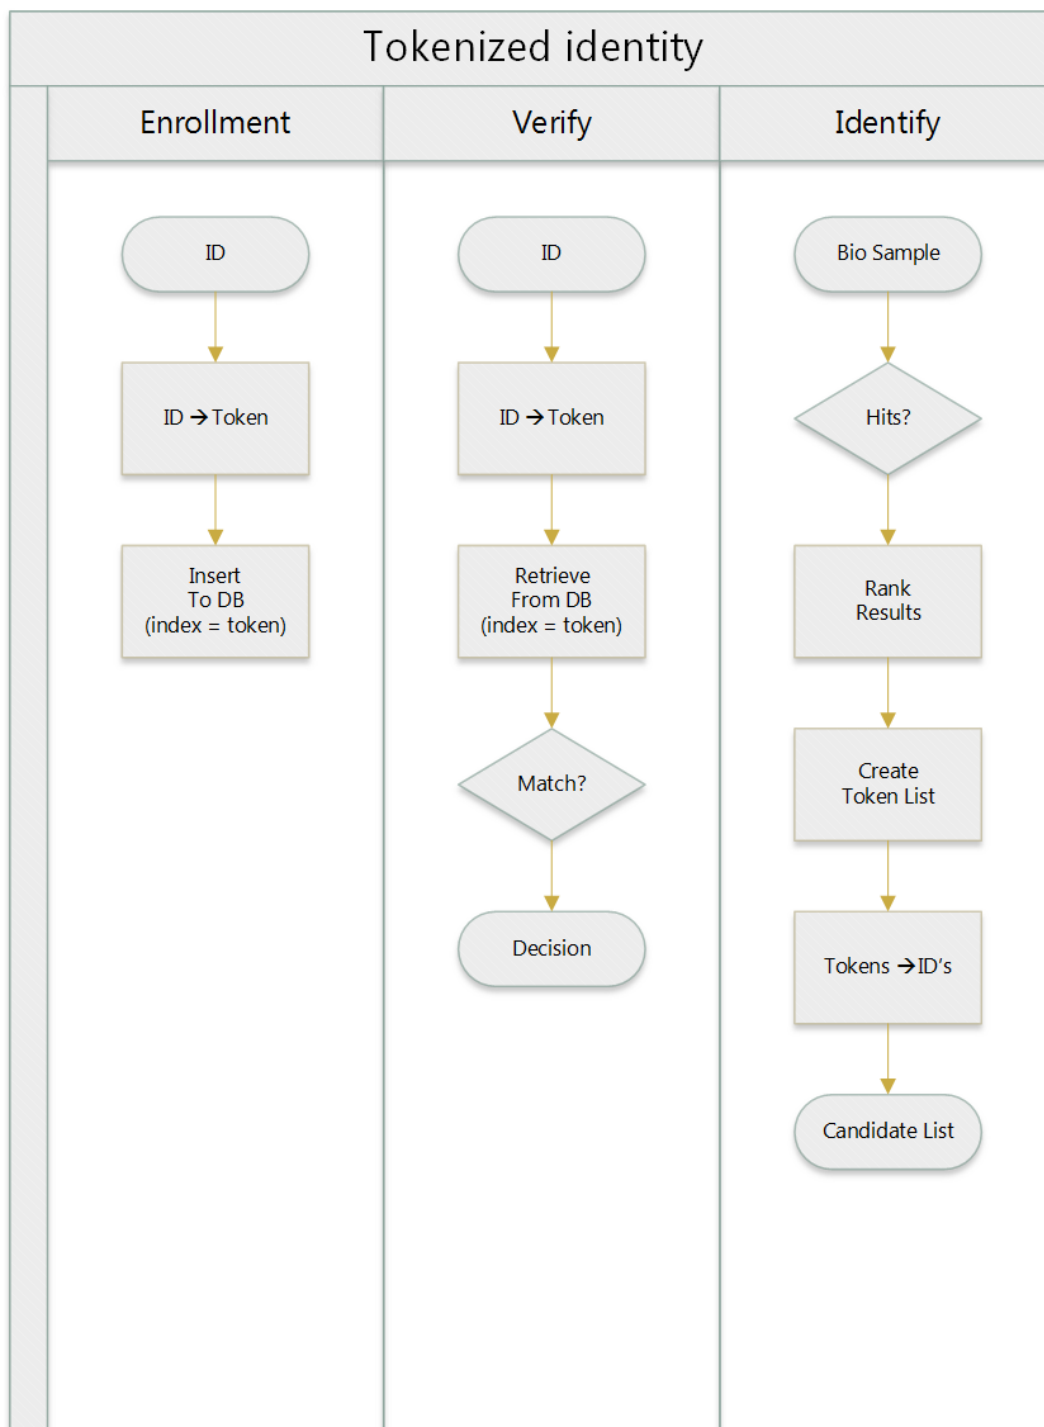 Tokenized identity
Enrollment
Verify
Identify
ID
ID → Token
Insert
To DB
(index = token)
ID
ID → Token
Retrieve
From DB
(index = token)
Match?
Decision
Bio Sample
Hits?
Rank
Results
Create
Token List
Tokens → ID's
Candidate List